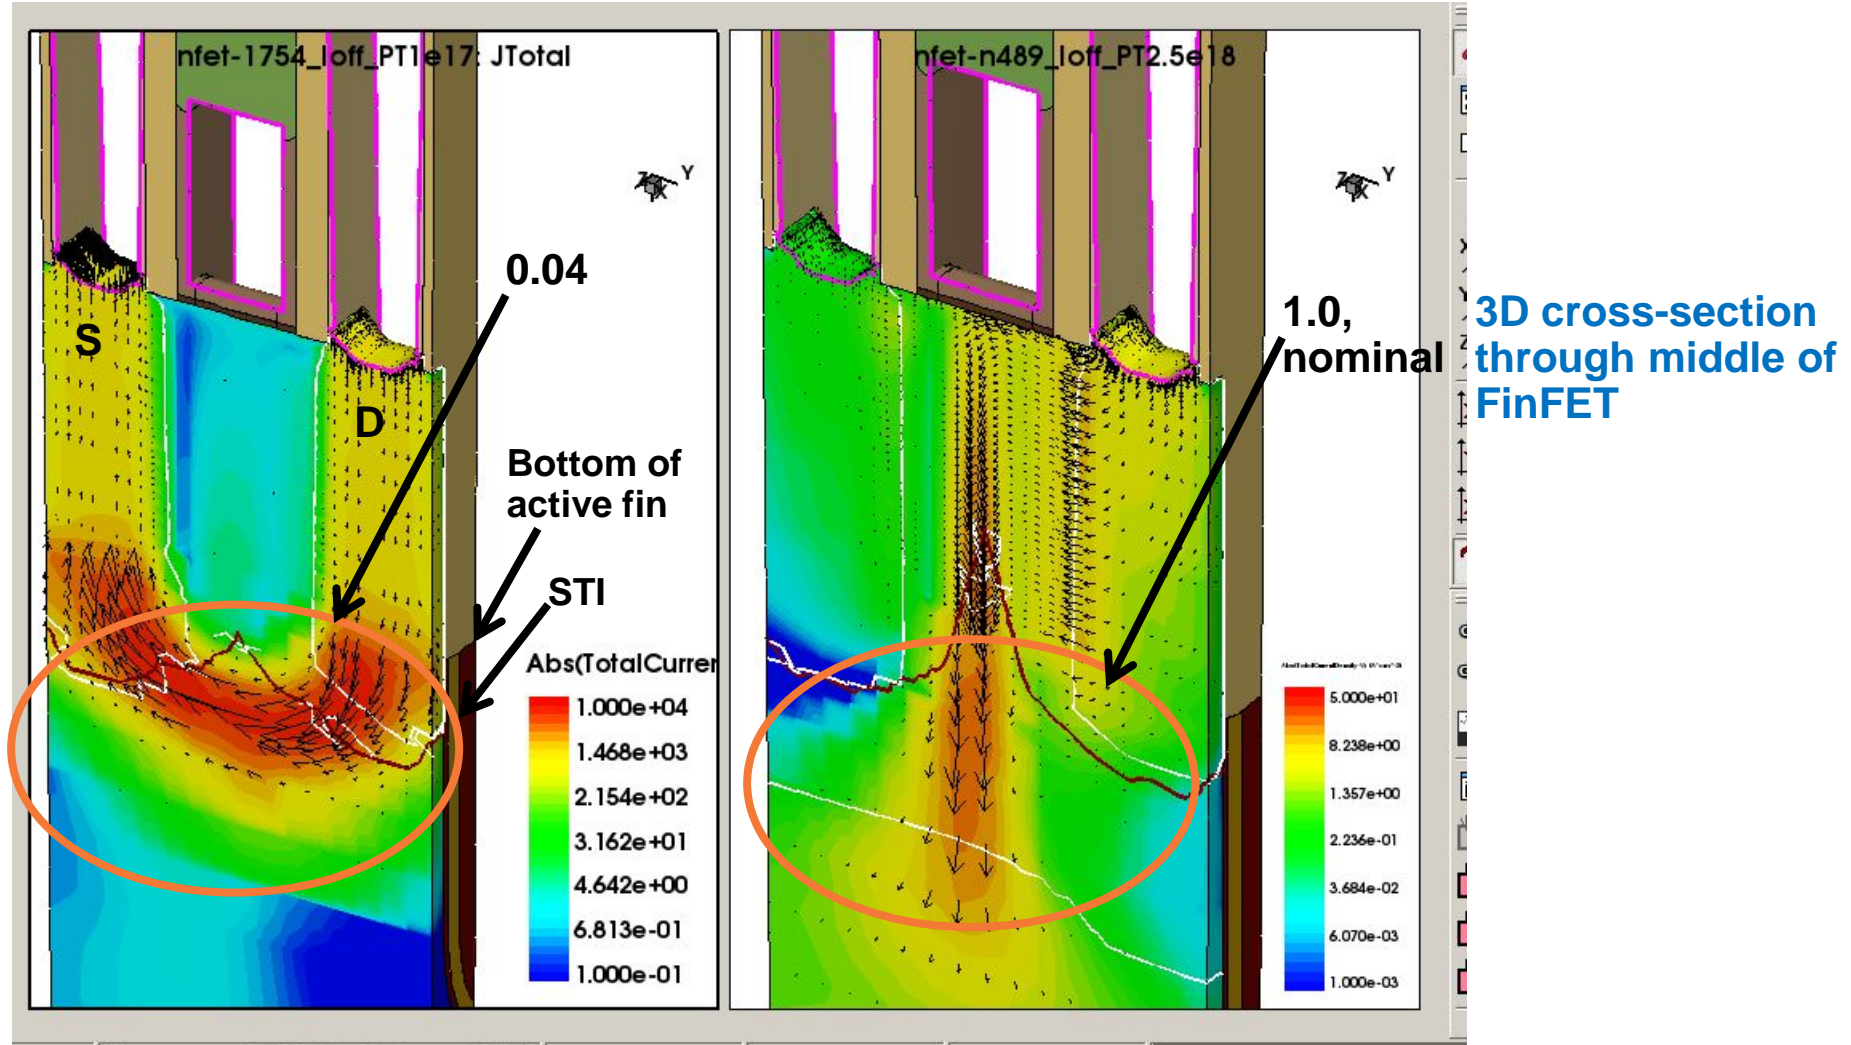 nfet-1754_Ioff_PT1e17: JTotal
Z
Y
X
0.04
S
D
Bottom of
active fin
STI
Abs(TotalCurrer
1.000e+04
1.468e+03
2.154e+02
3.162e+01
4.642e+00
6.813e-01
1.000e-01
nfet-n489_Ioff_PT2.5e18
Z
Y
X
1.0,
nominal
5.000e+01
8.238e+00
1.357e+00
2.236e-01
3.684e-02
6.070e-03
1.000e-03
3D cross-section
through middle of
FinFET